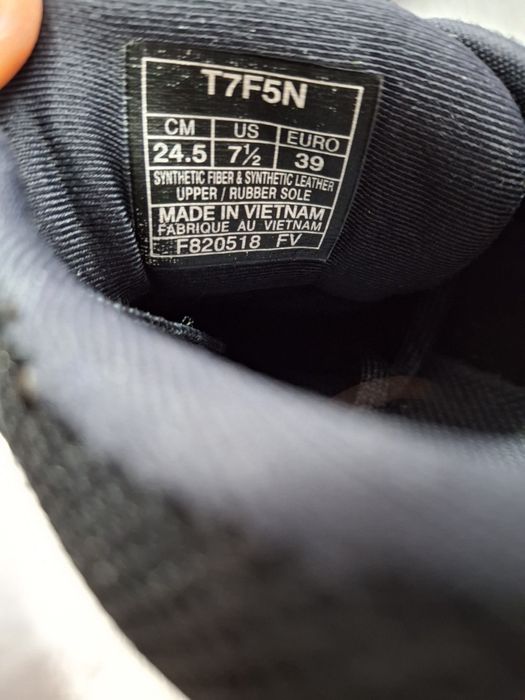 T7F5N
CM US EURO
24.5 7½ 39
SYNTHETIC FIBER & SYNTHETIC LEATHER
UPPER / RUBBER SOLE
MADE IN VIETNAM
FABRIQUE AU VIETNAM
F820518 FV